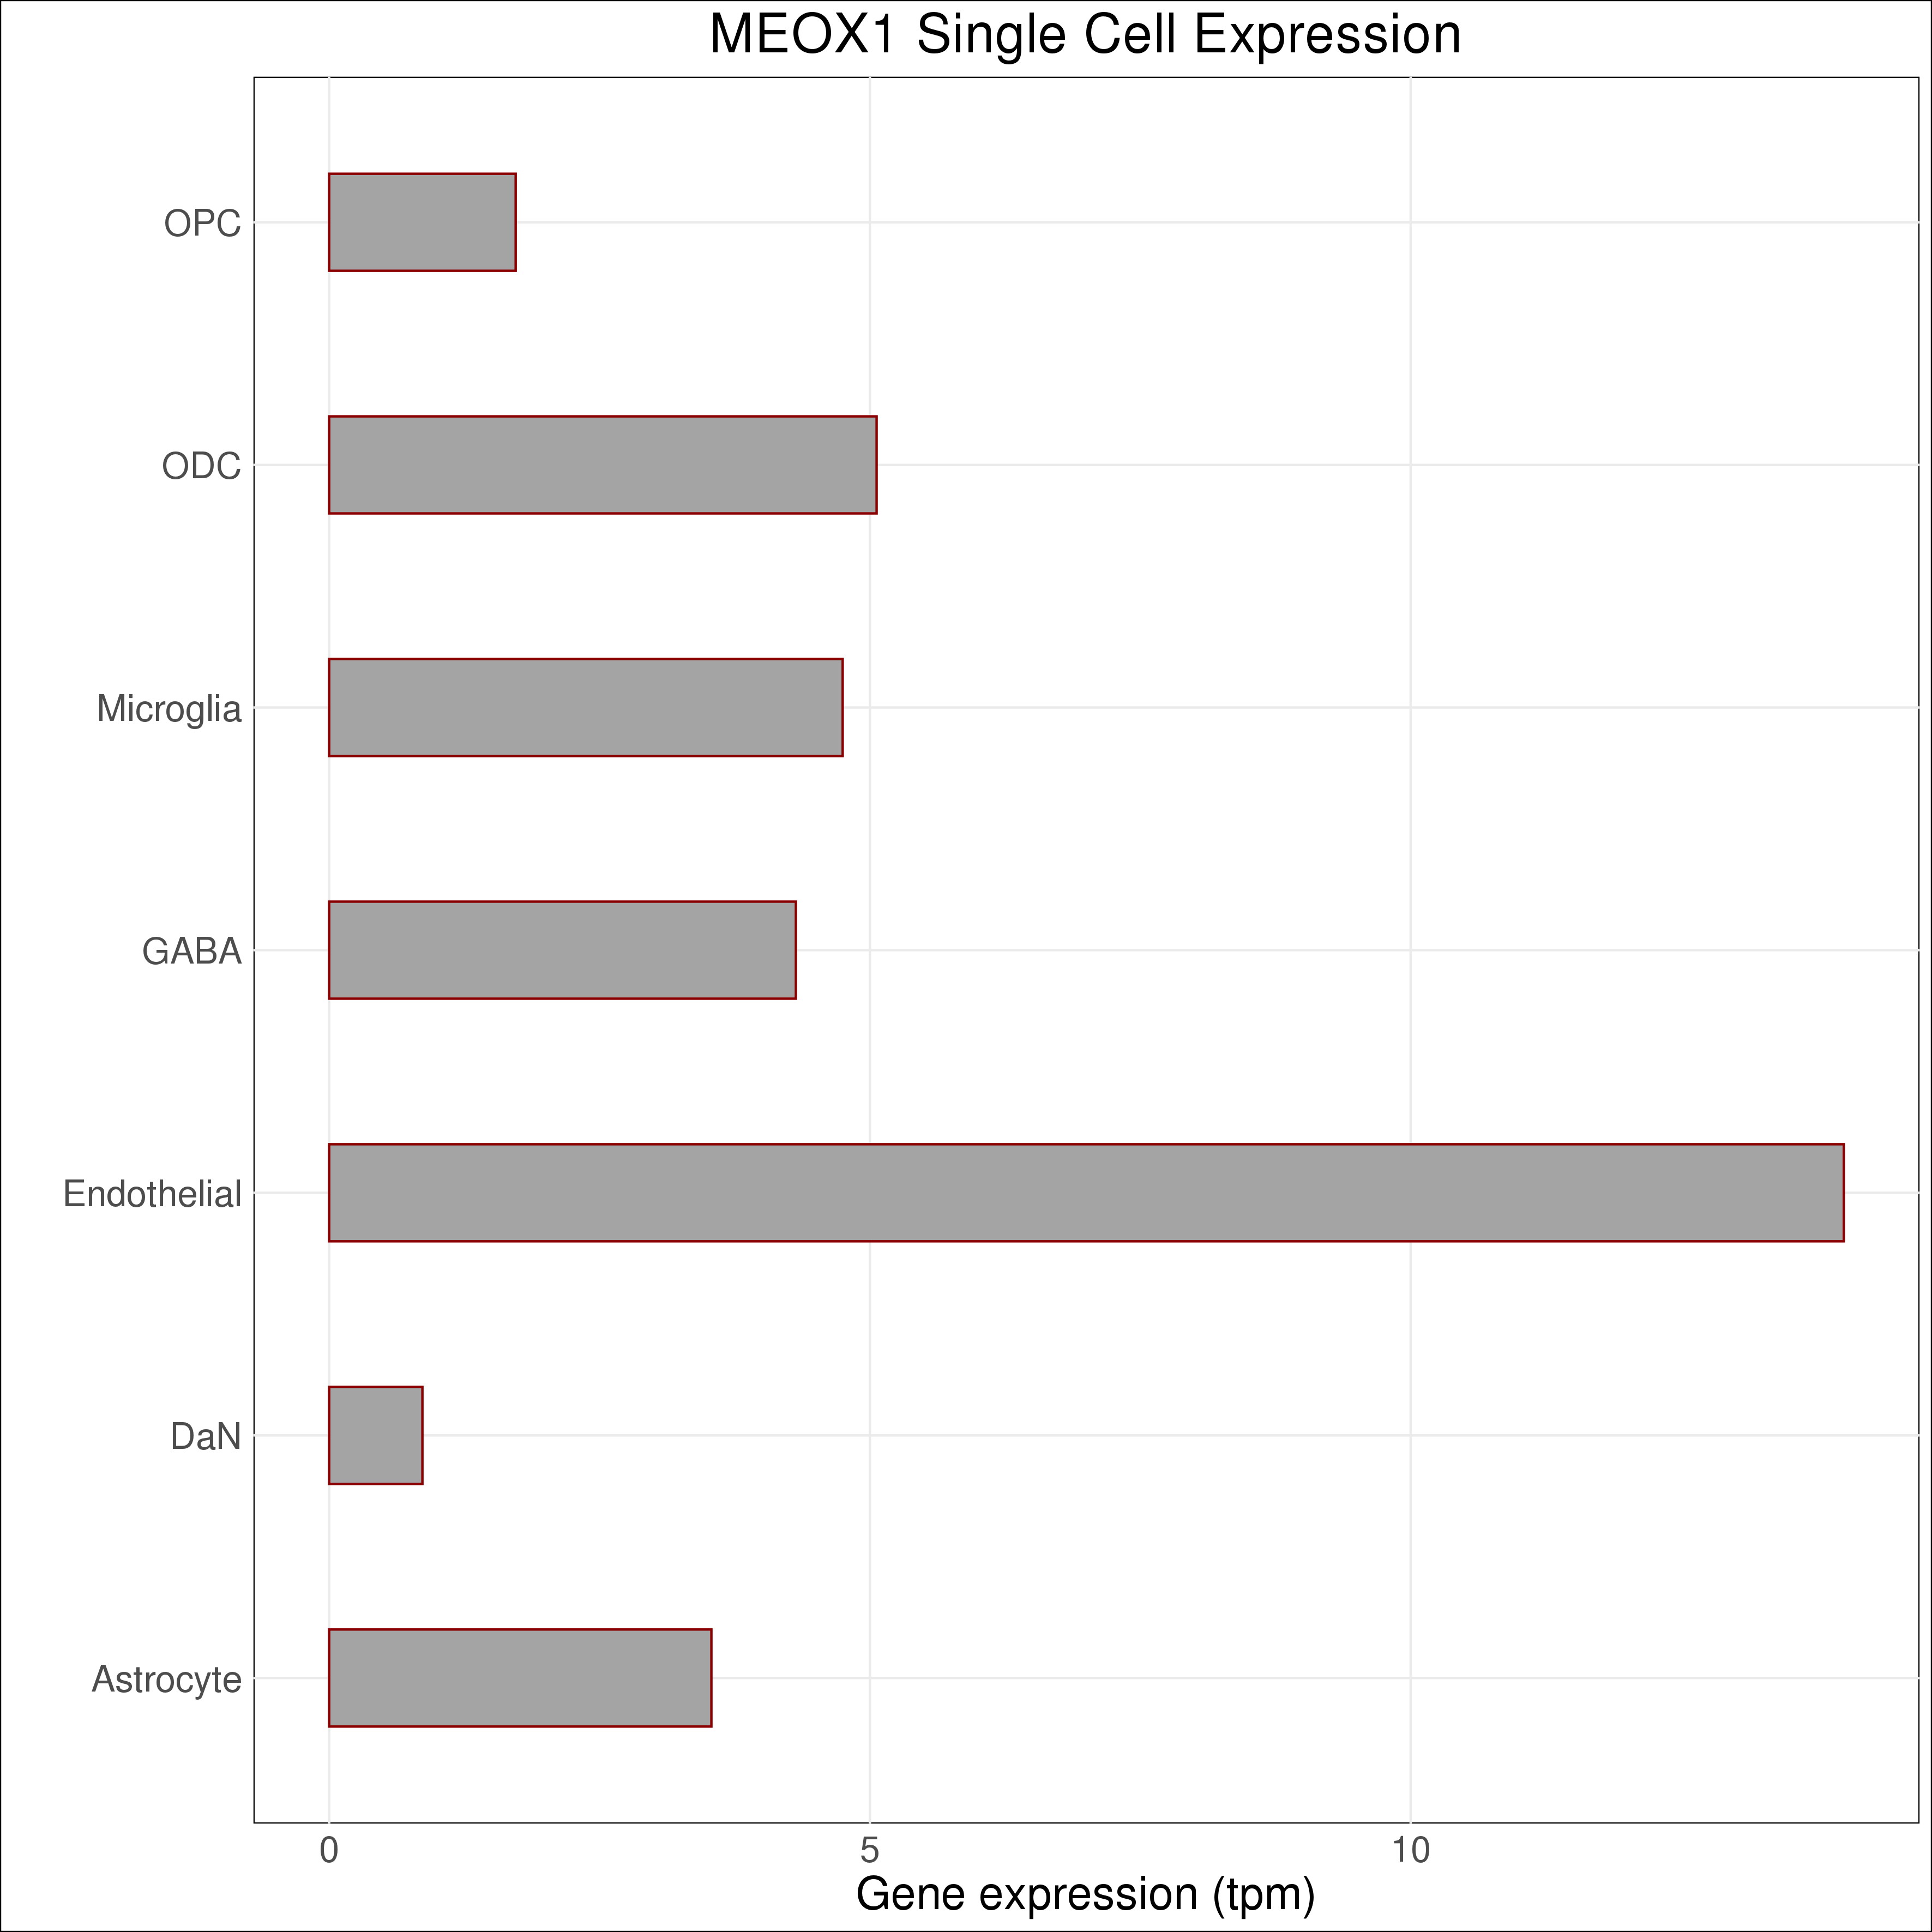 MEOX1 Single Cell Expression
OPC
ODC
Microglia
GABA
Endothelial
DaN
Astrocyte
0 5 10
Gene expression (tpm)